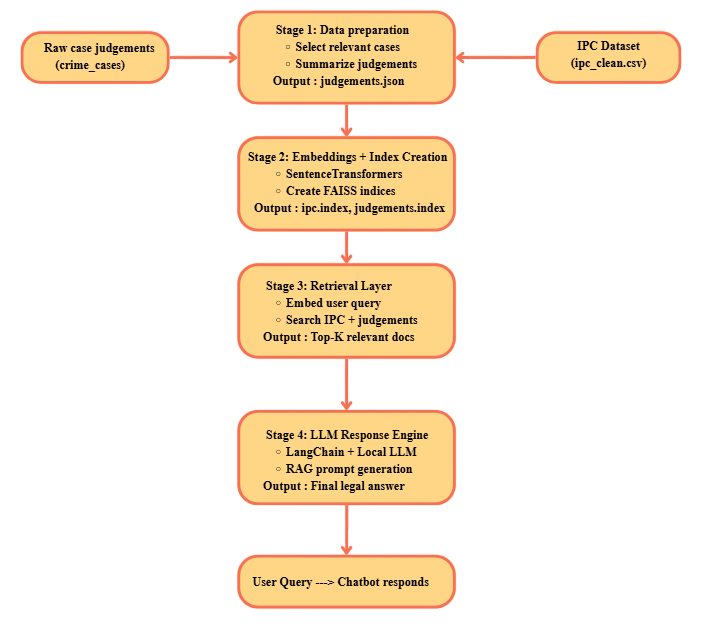 Raw case judgements
(crime_cases)
IPC Dataset
(ipc_clean.csv)
Stage 1: Data preparation
○ Select relevant cases
○ Summarize judgements
Output : judgements.json
Stage 2: Embeddings + Index Creation
○ SentenceTransformers
○ Create FAISS indices
Output : ipc.index, judgements.index
Stage 3: Retrieval Layer
○ Embed user query
○ Search IPC + judgements
Output : Top-K relevant docs
Stage 4: LLM Response Engine
○ LangChain + Local LLM
○ RAG prompt generation
Output : Final legal answer
User Query ---> Chatbot responds